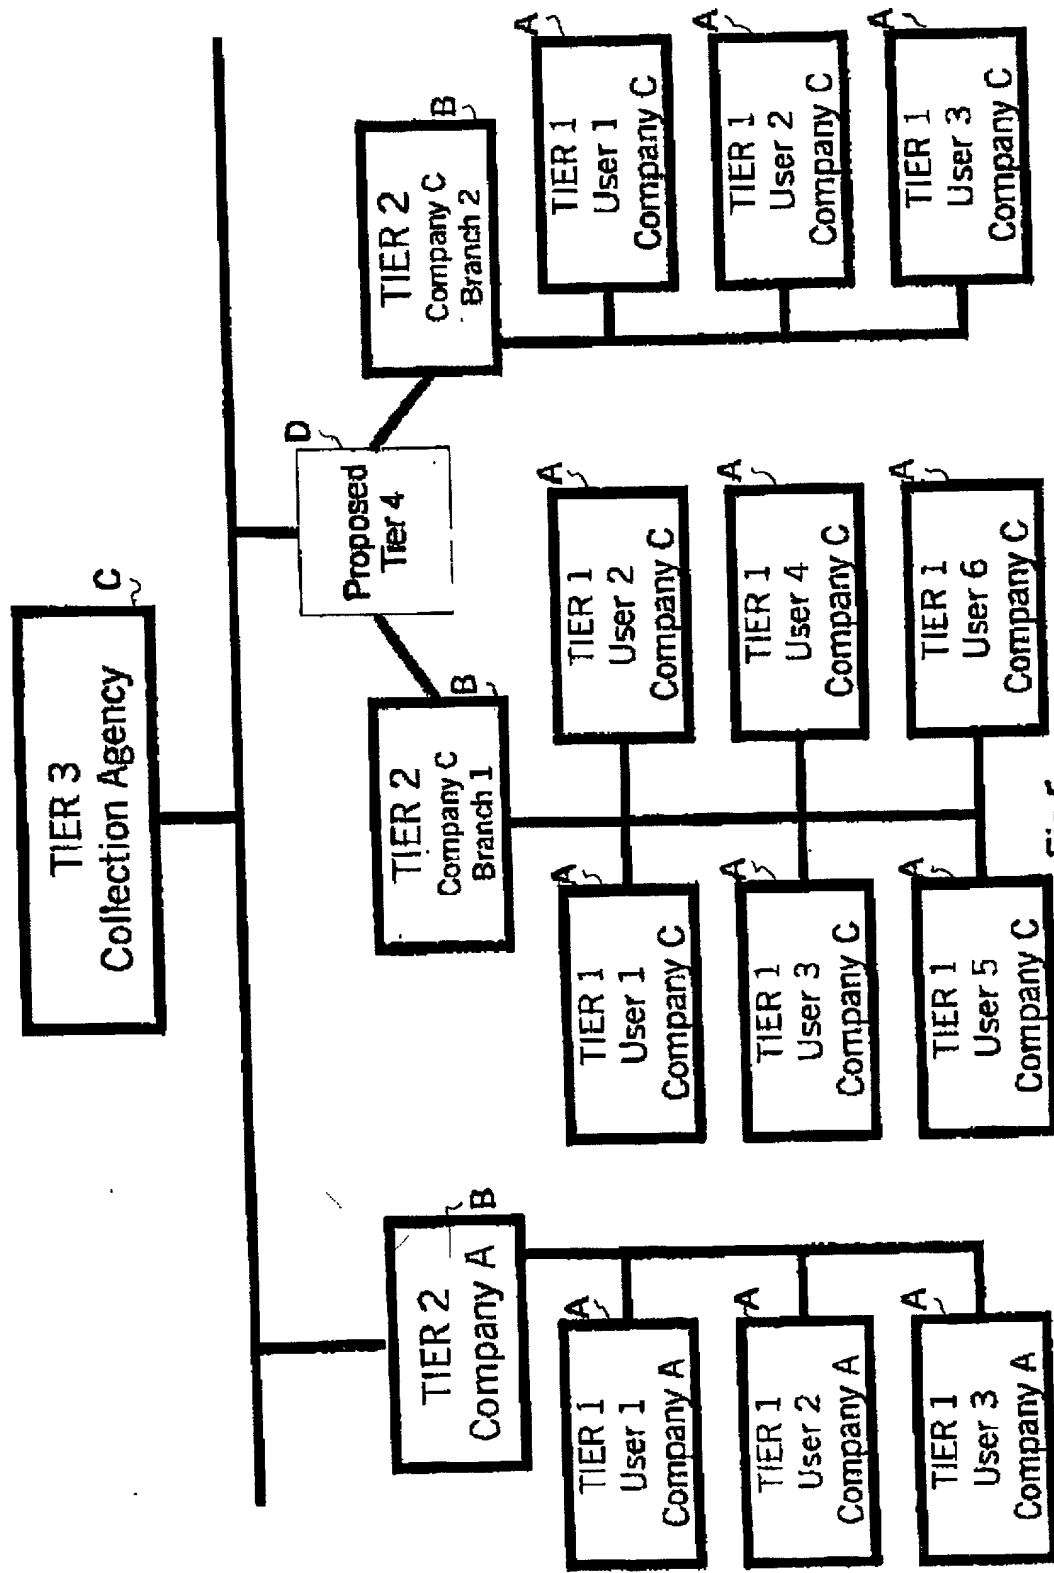 C
TIER 3
Collection Agency
D
Proposed
Tier 4
B
TIER 2
Company A
B
TIER 2
Company C
Branch 1
B
TIER 2
Company C
Branch 2
A
TIER 1
User 1
Company A
A
TIER 1
User 2
Company A
A
TIER 1
User 3
Company A
A
TIER 1
User 1
Company C
A
TIER 1
User 2
Company C
A
TIER 1
User 3
Company C
A
TIER 1
User 4
Company C
A
TIER 1
User 5
Company C
A
TIER 1
User 6
Company C
A
TIER 1
User 1
Company C
A
TIER 1
User 2
Company C
A
TIER 1
User 3
Company C